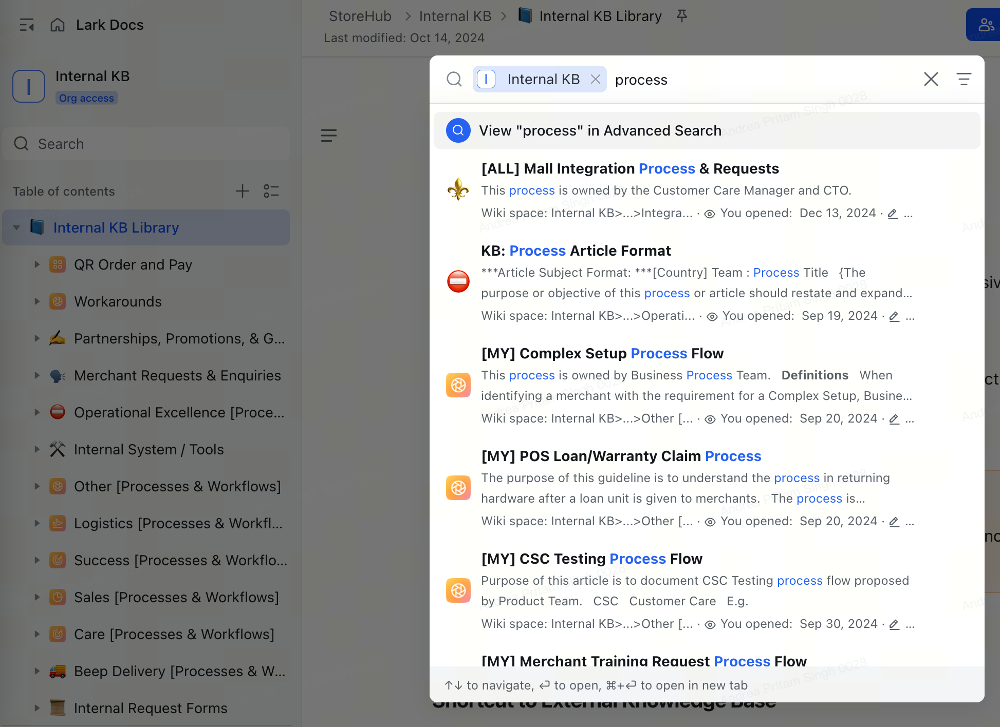 Lark Docs
Internal KB
Org access
Search
Table of contents
Internal KB Library
QR Order and Pay
Workarounds
Partnerships, Promotions, & G...
Merchant Requests & Enquiries
Operational Excellence [Proce...
Internal System / Tools
Other [Processes & Workflows]
Logistics [Processes & Workfl...
Success [Processes & Workflo...
Sales [Processes & Workflows]
Care [Processes & Workflows]
Beep Delivery [Processes & W...
Internal Request Forms
StoreHub > Internal KB > Internal KB Library
Last modified: Oct 14, 2024
I Internal KB process
View "process" in Advanced Search
[ALL] Mall Integration Process & Requests
This process is owned by the Customer Care Manager and CTO.
Wiki space: Internal KB>...>Integra... · You opened: Dec 13, 2024 · ...
KB: Process Article Format
***Article Subject Format: ***[Country] Team : Process Title {The
purpose or objective of this process or article should restate and expand...
Wiki space: Internal KB>...>Operati... · You opened: Sep 19, 2024 · ...
[MY] Complex Setup Process Flow
This process is owned by Business Process Team. Definitions When
identifying a merchant with the requirement for a Complex Setup, Busine...
Wiki space: Internal KB>...>Other [... · You opened: Sep 20, 2024 · ...
[MY] POS Loan/Warranty Claim Process
The purpose of this guideline is to understand the process in returning
hardware after a loan unit is given to merchants. The process is...
Wiki space: Internal KB>...>Other [... · You opened: Sep 20, 2024 · ...
[MY] CSC Testing Process Flow
Purpose of this article is to document CSC Testing process flow proposed
by Product Team. CSC Customer Care E.g.
Wiki space: Internal KB>...>Other [... · You opened: Sep 30, 2024 · ...
[MY] Merchant Training Request Process Flow
↑↓ to navigate, ↵ to open, ⌘+↵ to open in new tab
Shortcut to External Knowledge Base
Andrea Pritam Singh 0028